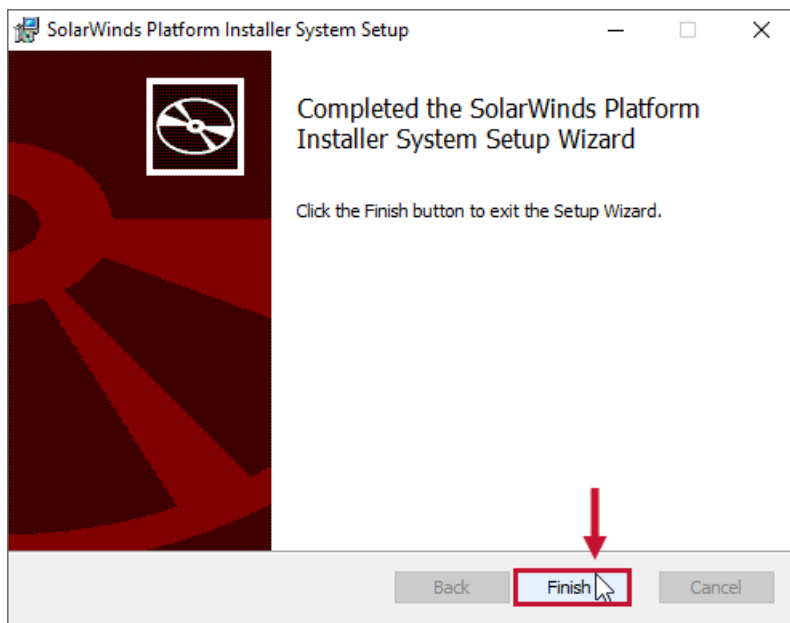 SolarWinds Platform Installer System Setup
Completed the SolarWinds Platform
Installer System Setup Wizard
Click the Finish button to exit the Setup Wizard.
Back
Finish
Cancel